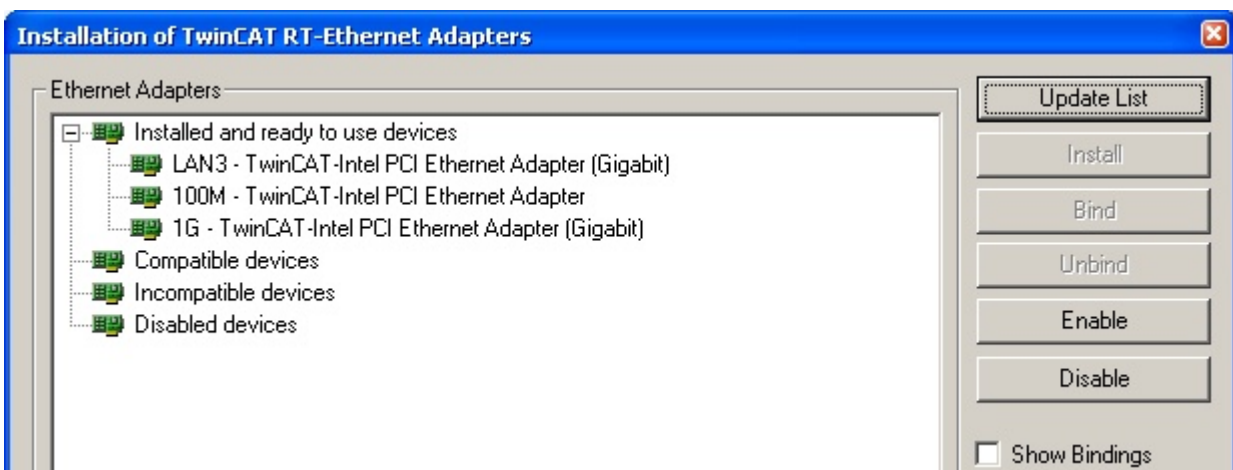 Installation of TwinCAT RT-Ethernet Adapters
Ethernet Adapters
Installed and ready to use devices
LAN3 - TwinCAT-Intel PCI Ethernet Adapter (Gigabit)
100M - TwinCAT-Intel PCI Ethernet Adapter
1G - TwinCAT-Intel PCI Ethernet Adapter (Gigabit)
Compatible devices
Incompatible devices
Disabled devices
Update List
Install
Bind
Unbind
Enable
Disable
Show Bindings